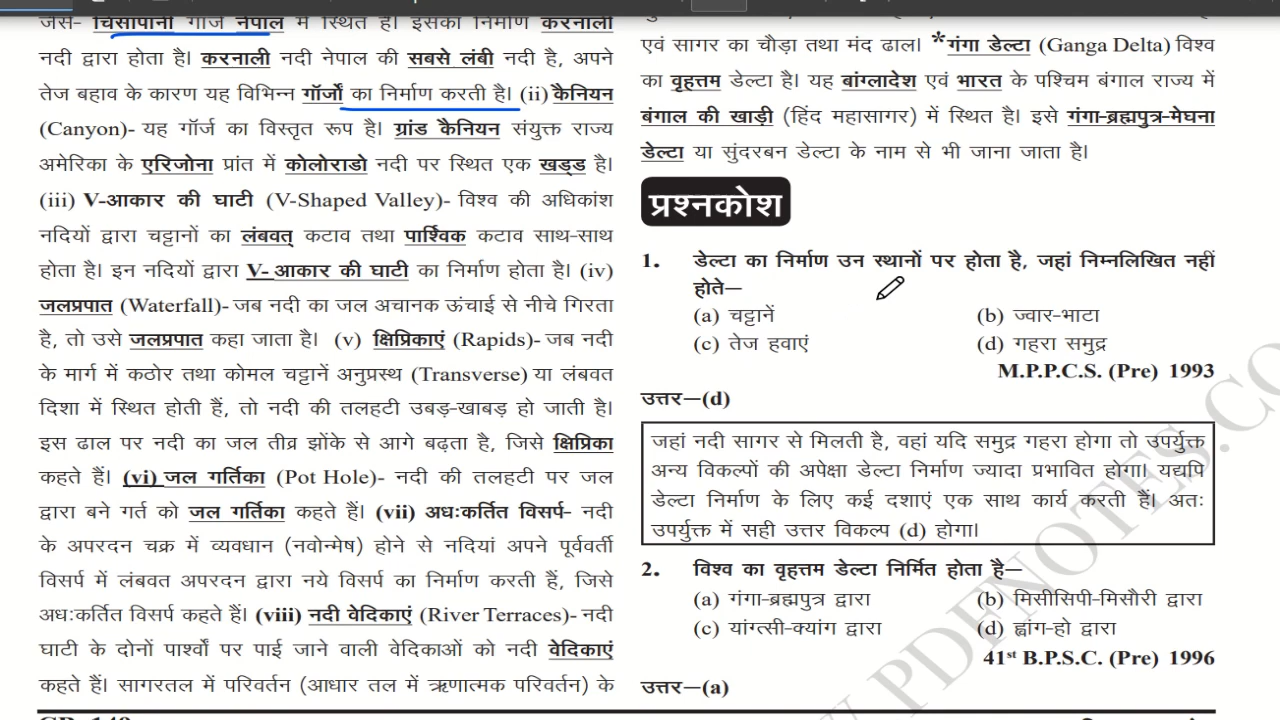 जैसे- चिसापानी गॉर्ज नेपाल में स्थित है। इसका निर्माण करनाली
नदी द्वारा होता है। करनाली नदी नेपाल की सबसे लंबी नदी है, अपने
तेज बहाव के कारण यह विभिन्न गॉर्जों का निर्माण करती है। (ii) कैनियन
(Canyon)- यह गॉर्ज का विस्तृत रूप है। ग्रांड कैनियन संयुक्त राज्य
अमेरिका के एरिजोना प्रांत में कोलोराडो नदी पर स्थित एक खड्ड है।
(iii) V-आकार की घाटी (V-Shaped Valley)- विश्व की अधिकांश
नदियों द्वारा चट्टानों का लंबवत् कटाव तथा पार्श्विक कटाव साथ-साथ
होता है। इन नदियों द्वारा V- आकार की घाटी का निर्माण होता है। (iv)
जलप्रपात (Waterfall)- जब नदी का जल अचानक ऊंचाई से नीचे गिरता
है, तो उसे जलप्रपात कहा जाता है। (v) क्षिप्रिकाएं (Rapids)- जब नदी
के मार्ग में कठोर तथा कोमल चट्टानें अनुप्रस्थ (Transverse) या लंबवत
दिशा में स्थित होती हैं, तो नदी की तलहटी उबड़-खाबड़ हो जाती है।
इस ढाल पर नदी का जल तीव्र झोंके से आगे बढ़ता है, जिसे क्षिप्रिका
कहते हैं। (vi) जल गर्तिका (Pot Hole)- नदी की तलहटी पर जल
द्वारा बने गर्त को जल गर्तिका कहते हैं। (vii) अधःकर्तित विसर्प- नदी
के अपरदन चक्र में व्यवधान (नवोन्मेष) होने से नदियां अपने पूर्ववर्ती
विसर्प में लंबवत अपरदन द्वारा नये विसर्प का निर्माण करती हैं, जिसे
अधःकर्तित विसर्प कहते हैं। (viii) नदी वेदिकाएं (River Terraces)- नदी
घाटी के दोनों पार्श्वों पर पाई जाने वाली वेदिकाओं को नदी वेदिकाएं
कहते हैं। सागरतल में परिवर्तन (आधार तल में ऋणात्मक परिवर्तन) के
एवं सागर का चौड़ा तथा मंद ढाल। *गंगा डेल्टा (Ganga Delta) विश्व
का वृहत्तम डेल्टा है। यह बांग्लादेश एवं भारत के पश्चिम बंगाल राज्य में
बंगाल की खाड़ी (हिंद महासागर) में स्थित है। इसे गंगा-ब्रह्मपुत्र-मेघना
डेल्टा या सुंदरबन डेल्टा के नाम से भी जाना जाता है।
प्रश्नकोश
1. डेल्टा का निर्माण उन स्थानों पर होता है, जहां निम्नलिखित नहीं
होते–
(a) चट्टानें (b) ज्वार-भाटा
(c) तेज हवाएं (d) गहरा समुद्र
M.P.P.C.S. (Pre) 1993
उत्तर–(d)
जहां नदी सागर से मिलती है, वहां यदि समुद्र गहरा होगा तो उपर्युक्त
अन्य विकल्पों की अपेक्षा डेल्टा निर्माण ज्यादा प्रभावित होगा। यद्यपि
डेल्टा निर्माण के लिए कई दशाएं एक साथ कार्य करती हैं। अतः
उपर्युक्त में सही उत्तर विकल्प (d) होगा।
2. विश्व का वृहत्तम डेल्टा निर्मित होता है–
(a) गंगा-ब्रह्मपुत्र द्वारा (b) मिसीसिपी-मिसौरी द्वारा
(c) यांग्त्सी-क्यांग द्वारा (d) ह्वांग-हो द्वारा
41st B.P.S.C. (Pre) 1996
उत्तर–(a)
PDFNOTES.COM